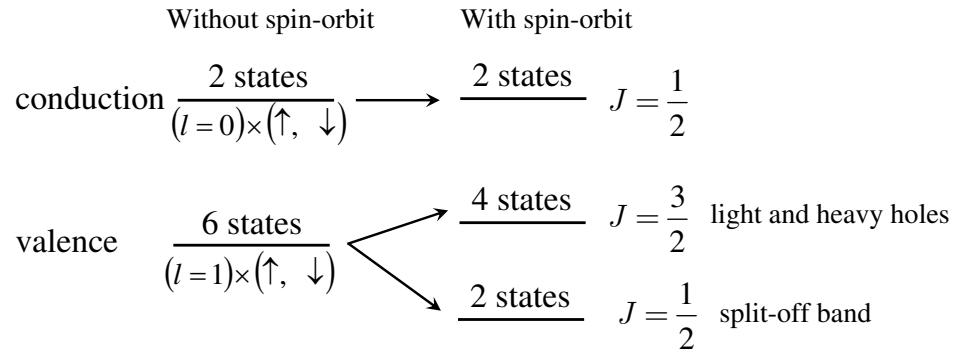 Without spin-orbit With spin-orbit
conduction 2 states 2 states J = 1/2
(l = 0)×(↑, ↓)
valence 6 states 4 states J = 3/2 light and heavy holes
(l = 1)×(↑, ↓)
2 states J = 1/2 split-off band